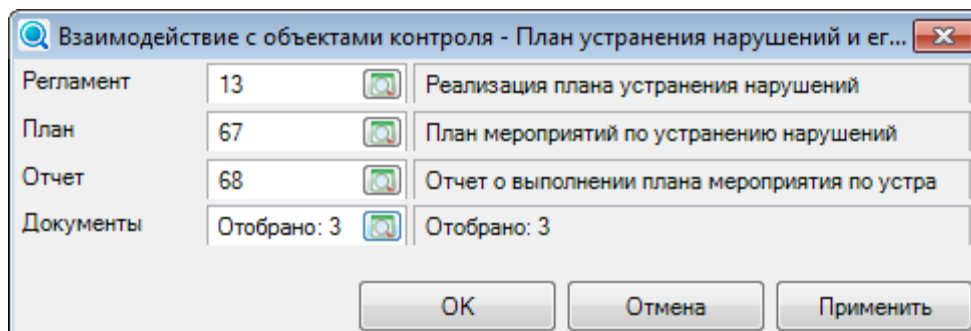 Взаимодействие с объектами контроля - План устранения нарушений и ег...
Регламент 13 Реализация плана устранения нарушений
План 67 План мероприятий по устранению нарушений
Отчет 68 Отчет о выполнении плана мероприятия по устра
Документы Отобрано: 3 Отобрано: 3
ОК Отмена Применить